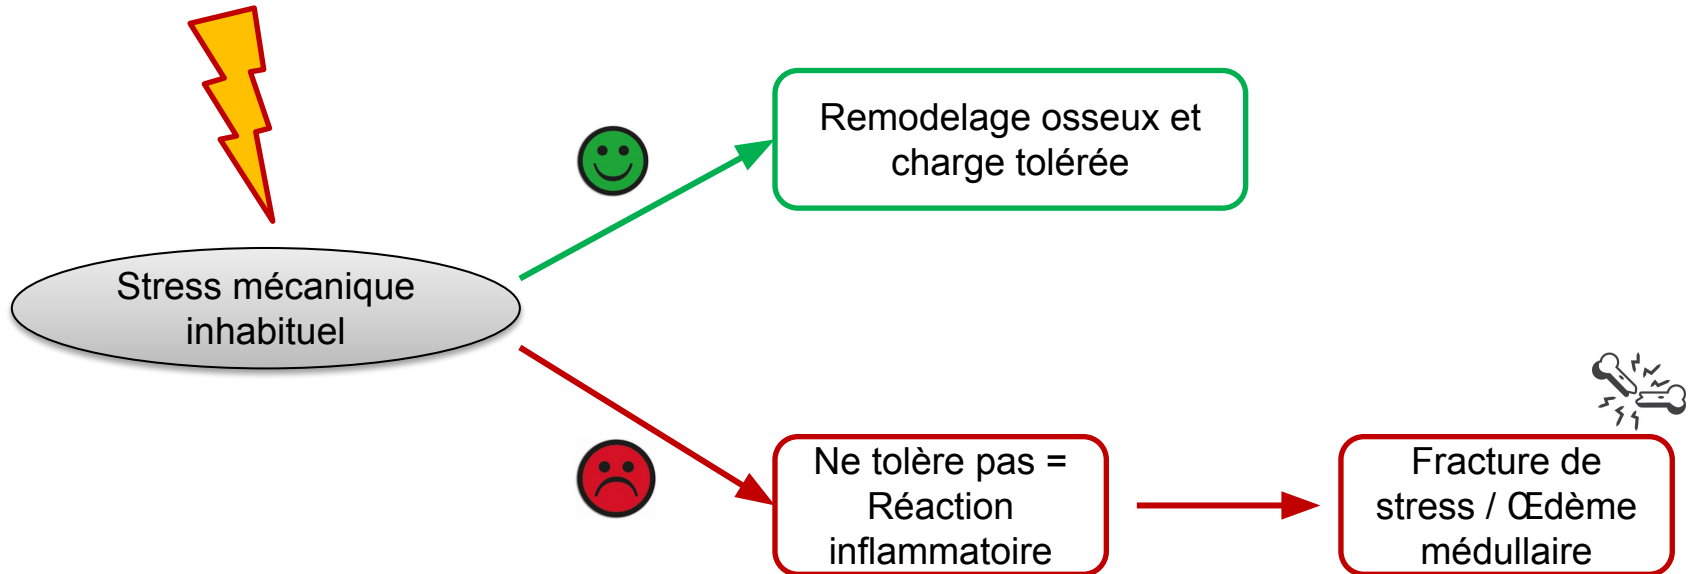 Remodelage osseux et
charge tolérée
Stress mécanique
inhabituel
Ne tolère pas =
Réaction
inflammatoire
Fracture de
stress / Œdème
médullaire